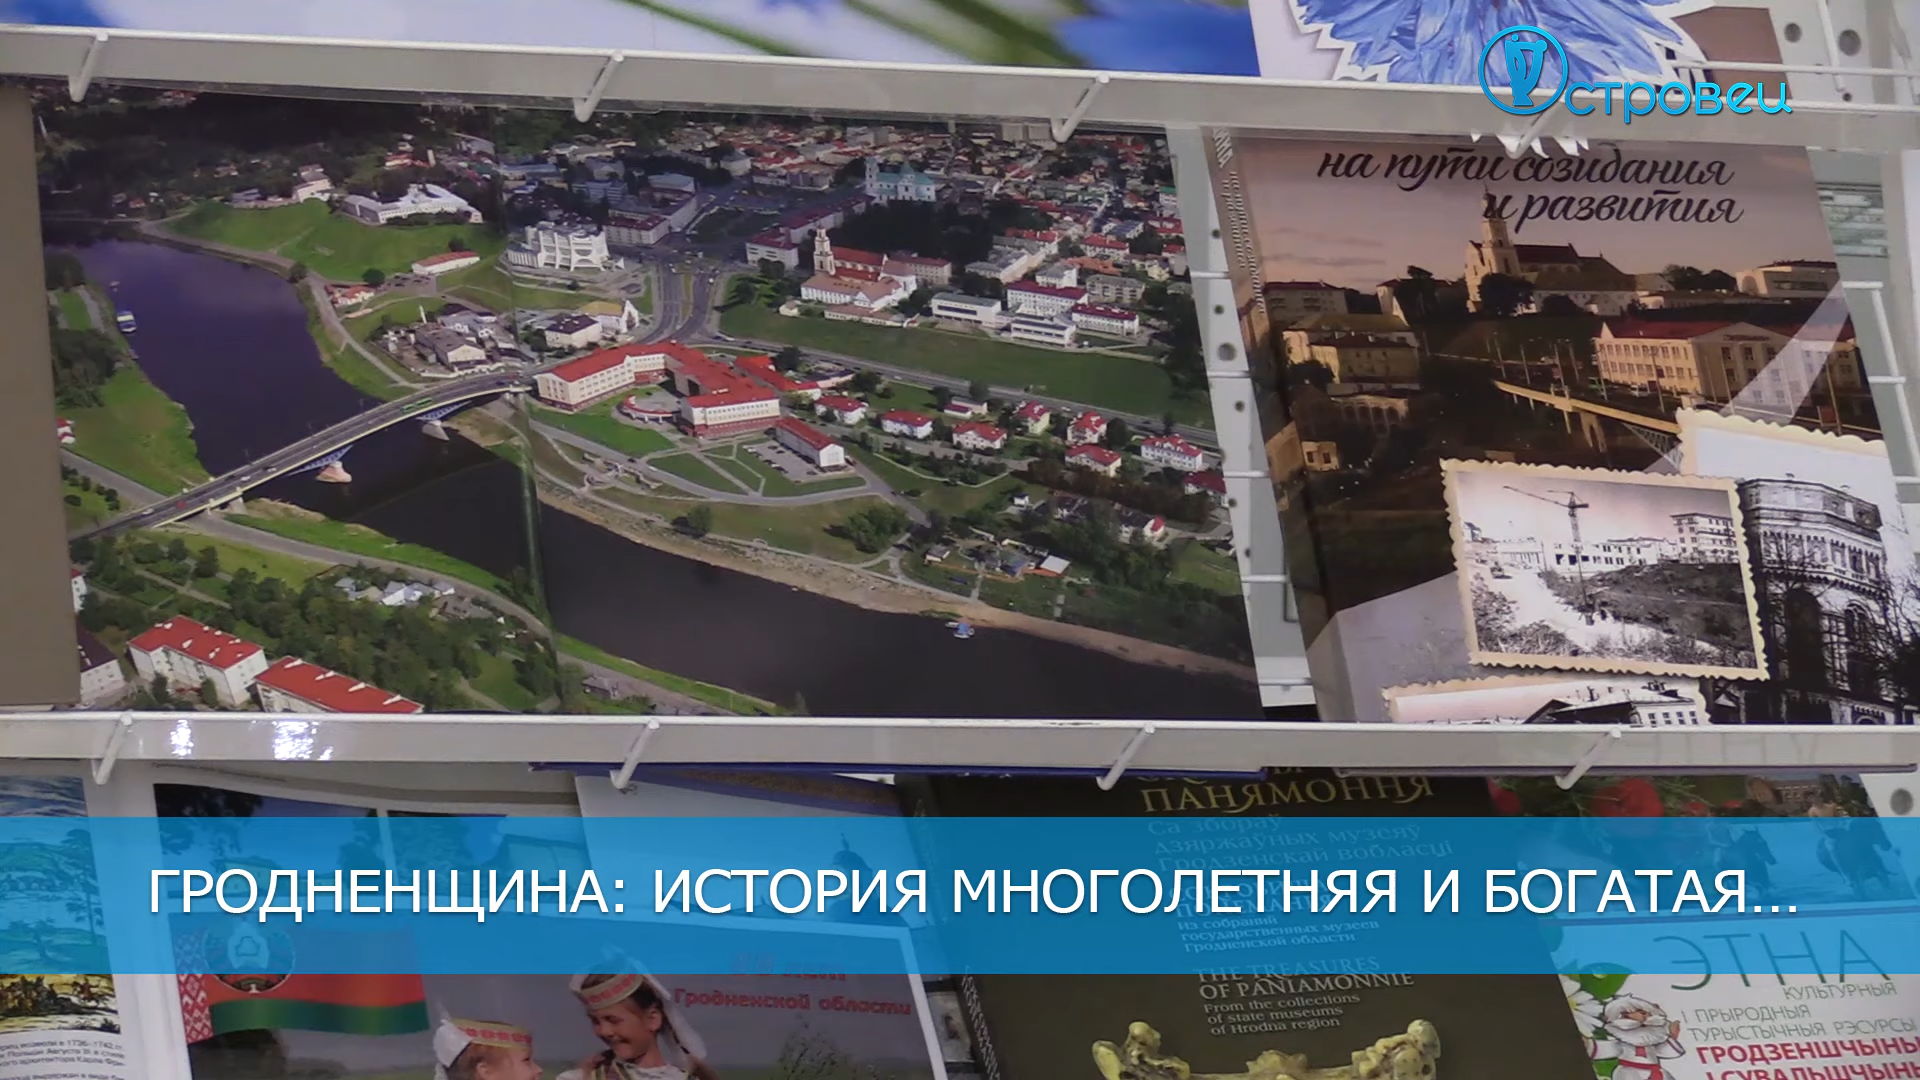 Островец
на пути созидания
и развития
ПАНЯМОННЯ
Са збораў
дзяржаўных музеяў
Гродзенскай вобласці
ГРОДНЕНЩИНА: ИСТОРИЯ МНОГОЛЕТНЯЯ И БОГАТАЯ...
Из собраний
государственных музеев
Гродненской области
THE TREASURES
OF PANIAMONNIE
From the collections
of state museums
of Hrodna region
лет
Гродненской области
ЭТНА
КУЛЬТУРНЫЯ
І ПРЫРОДНЫЯ
ТУРЫСТЫЧНЫЯ РЭСУРСЫ
ГРОДЗЕНШЧЫНЫ
І СУВАЛЬШЧЫНЫ